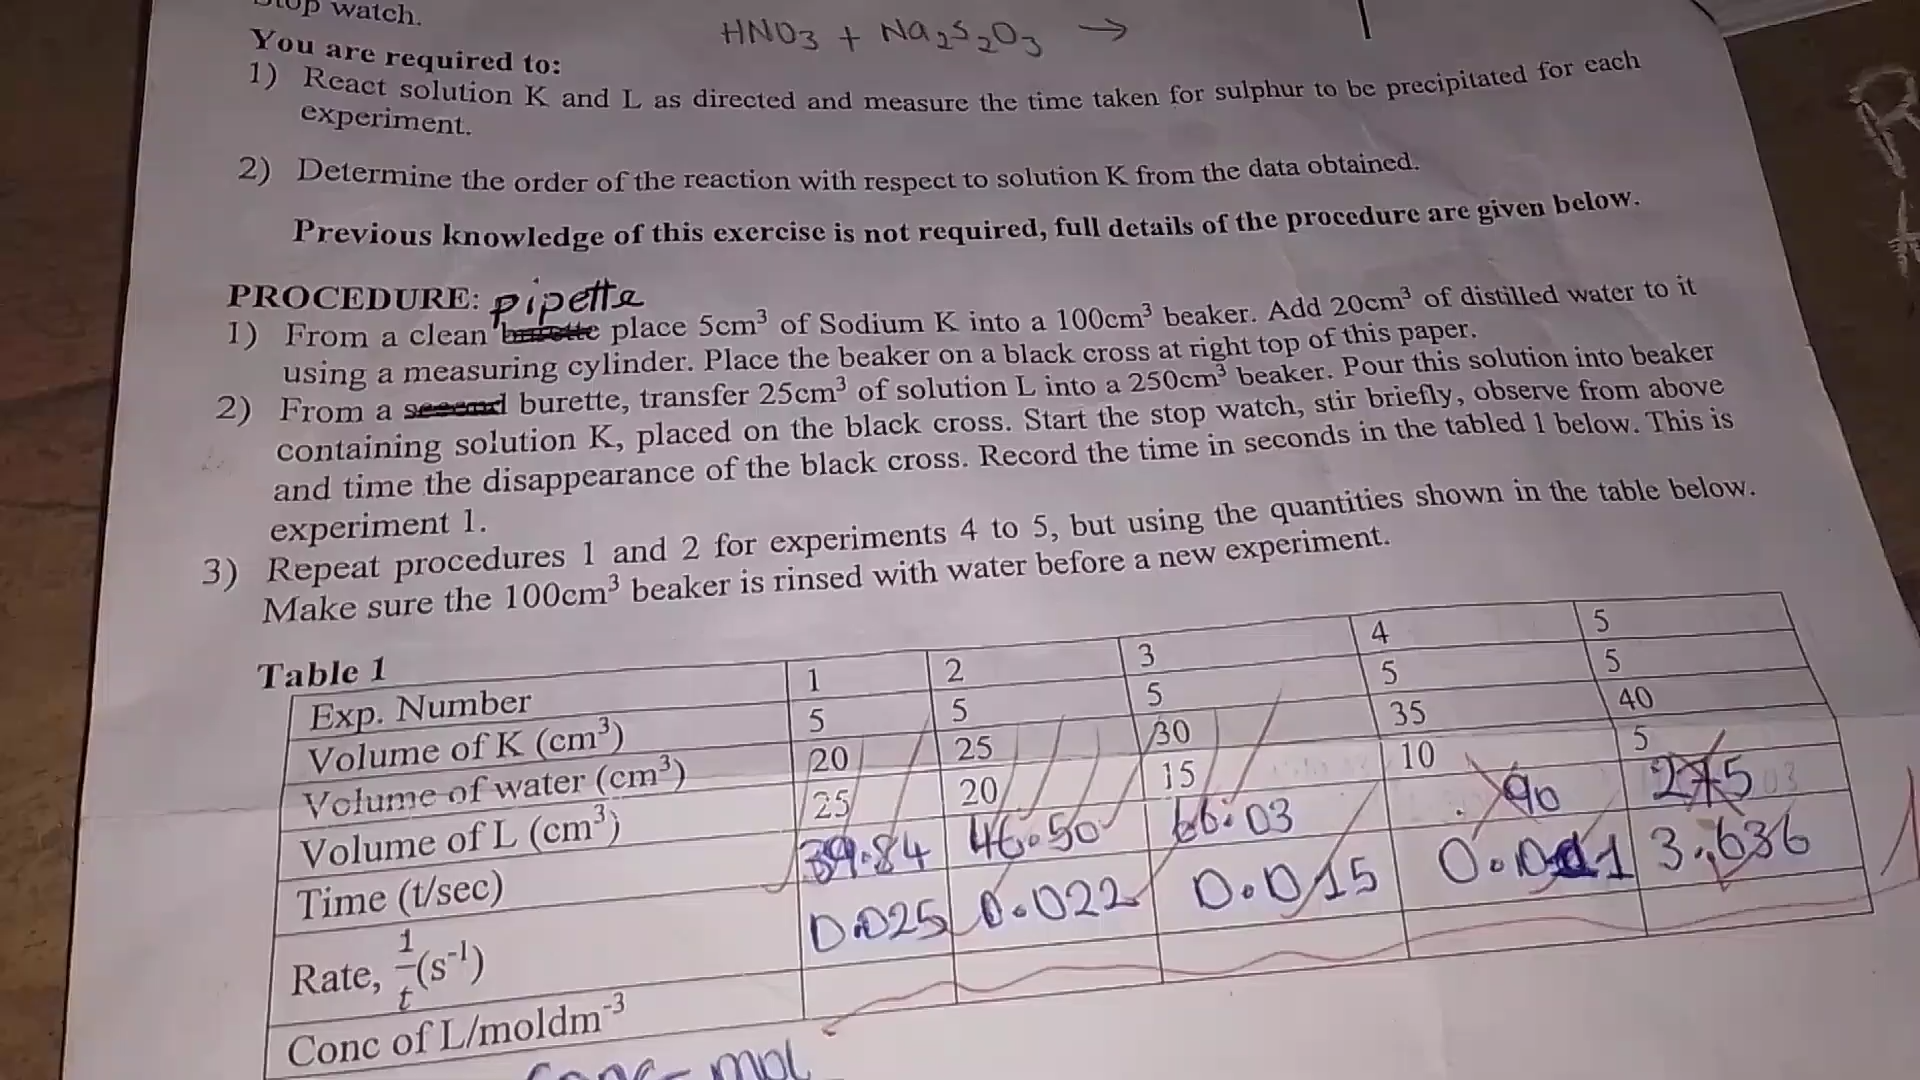 Stop watch.
HNO3 + Na2S2O3 →
You are required to:
1) React solution K and L as directed and measure the time taken for sulphur to be precipitated for each
experiment.
2) Determine the order of the reaction with respect to solution K from the data obtained.
Previous knowledge of this exercise is not required, full details of the procedure are given below.
PROCEDURE: pipette
1) From a clean burette place 5cm³ of Sodium K into a 100cm³ beaker. Add 20cm³ of distilled water to it
using a measuring cylinder. Place the beaker on a black cross at right top of this paper.
2) From a second burette, transfer 25cm³ of solution L into a 250cm³ beaker. Pour this solution into beaker
containing solution K, placed on the black cross. Start the stop watch, stir briefly, observe from above
and time the disappearance of the black cross. Record the time in seconds in the tabled 1 below. This is
experiment 1.
3) Repeat procedures 1 and 2 for experiments 4 to 5, but using the quantities shown in the table below.
Make sure the 100cm³ beaker is rinsed with water before a new experiment.
Table 1
Exp. Number 1 2 3 4 5
Volume of K (cm³) 5 5 5 5 5
Volume of water (cm³) 20 25 30 35 40
Volume of L (cm³) 25 20 15 10 5
Time (t/sec) 39.84 46.50 66.03 90 275
Rate, 1/t (s⁻¹) 0.025 0.022 0.015 0.011 3.636
Conc of L/moldm⁻³
Conc = mol